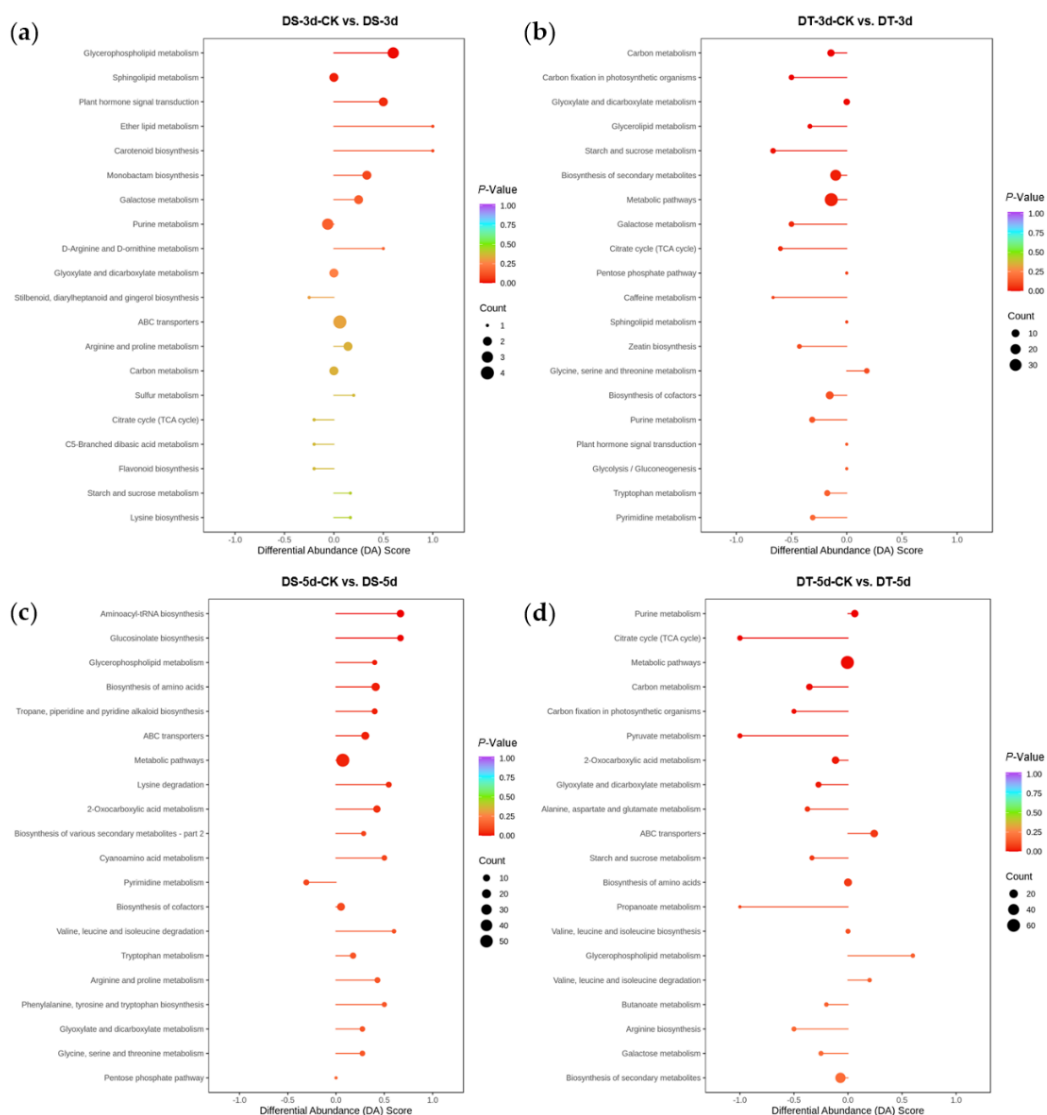 (a)
DS-3d-CK vs. DS-3d
Glycerophospholipid metabolism
Sphingolipid metabolism
Plant hormone signal transduction
Ether lipid metabolism
Carotenoid biosynthesis
Monobactam biosynthesis
Galactose metabolism
Purine metabolism
D-Arginine and D-ornithine metabolism
Glyoxylate and dicarboxylate metabolism
Stilbenoid, diarylheptanoid and gingerol biosynthesis
ABC transporters
Arginine and proline metabolism
Carbon metabolism
Sulfur metabolism
Citrate cycle (TCA cycle)
C5-Branched dibasic acid metabolism
Flavonoid biosynthesis
Starch and sucrose metabolism
Lysine biosynthesis
-1.0 -0.5 0.0 0.5 1.0
Differential Abundance (DA) Score
P-Value
1.00
0.75
0.50
0.25
0.00
Count
1
2
3
4
(b)
DT-3d-CK vs. DT-3d
Carbon metabolism
Carbon fixation in photosynthetic organisms
Glyoxylate and dicarboxylate metabolism
Glycerolipid metabolism
Starch and sucrose metabolism
Biosynthesis of secondary metabolites
Metabolic pathways
Galactose metabolism
Citrate cycle (TCA cycle)
Pentose phosphate pathway
Caffeine metabolism
Sphingolipid metabolism
Zeatin biosynthesis
Glycine, serine and threonine metabolism
Biosynthesis of cofactors
Purine metabolism
Plant hormone signal transduction
Glycolysis / Gluconeogenesis
Tryptophan metabolism
Pyrimidine metabolism
-1.0 -0.5 0.0 0.5 1.0
Differential Abundance (DA) Score
P-Value
1.00
0.75
0.50
0.25
0.00
Count
10
20
30
(c)
DS-5d-CK vs. DS-5d
Aminoacyl-tRNA biosynthesis
Glucosinolate biosynthesis
Glycerophospholipid metabolism
Biosynthesis of amino acids
Tropane, piperidine and pyridine alkaloid biosynthesis
ABC transporters
Metabolic pathways
Lysine degradation
2-Oxocarboxylic acid metabolism
Biosynthesis of various secondary metabolites - part 2
Cyanoamino acid metabolism
Pyrimidine metabolism
Biosynthesis of cofactors
Valine, leucine and isoleucine degradation
Tryptophan metabolism
Arginine and proline metabolism
Phenylalanine, tyrosine and tryptophan biosynthesis
Glyoxylate and dicarboxylate metabolism
Glycine, serine and threonine metabolism
Pentose phosphate pathway
-1.0 -0.5 0.0 0.5 1.0
Differential Abundance (DA) Score
P-Value
1.00
0.75
0.50
0.25
0.00
Count
10
20
30
40
50
(d)
DT-5d-CK vs. DT-5d
Purine metabolism
Citrate cycle (TCA cycle)
Metabolic pathways
Carbon metabolism
Carbon fixation in photosynthetic organisms
Pyruvate metabolism
2-Oxocarboxylic acid metabolism
Glyoxylate and dicarboxylate metabolism
Alanine, aspartate and glutamate metabolism
ABC transporters
Starch and sucrose metabolism
Biosynthesis of amino acids
Propanoate metabolism
Valine, leucine and isoleucine biosynthesis
Glycerophospholipid metabolism
Valine, leucine and isoleucine degradation
Butanoate metabolism
Arginine biosynthesis
Galactose metabolism
Biosynthesis of secondary metabolites
-1.0 -0.5 0.0 0.5 1.0
Differential Abundance (DA) Score
P-Value
1.00
0.75
0.50
0.25
0.00
Count
20
40
60